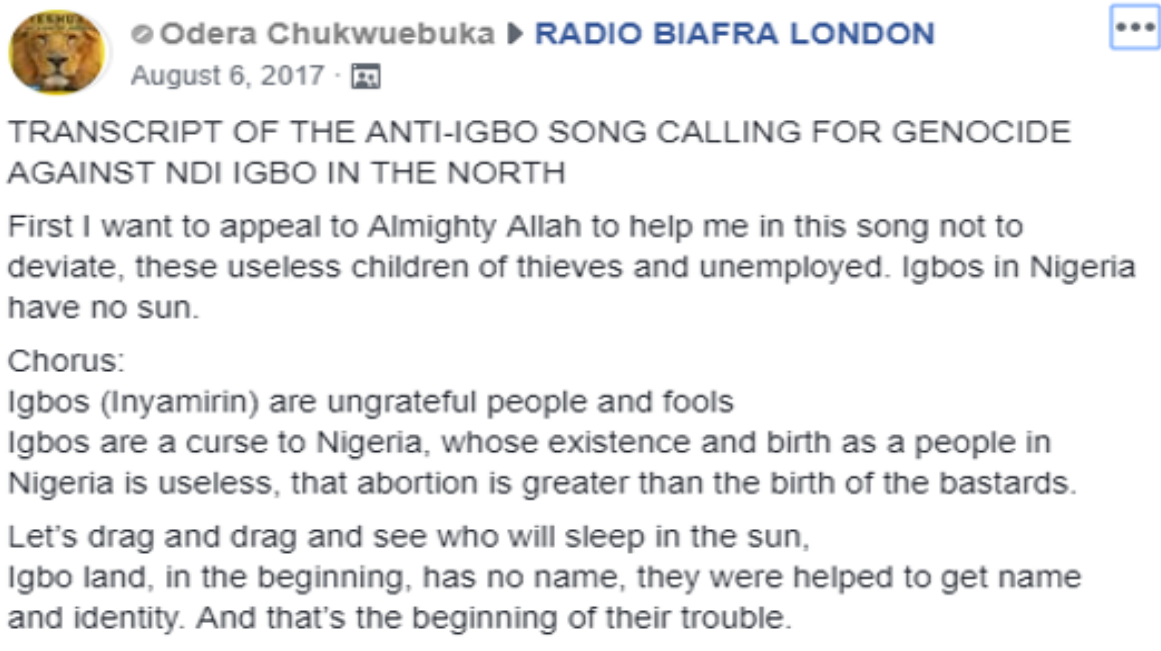 Odera Chukwuebuka ▶ RADIO BIAFRA LONDON
August 6, 2017 ·
TRANSCRIPT OF THE ANTI-IGBO SONG CALLING FOR GENOCIDE
AGAINST NDI IGBO IN THE NORTH
First I want to appeal to Almighty Allah to help me in this song not to
deviate, these useless children of thieves and unemployed. Igbos in Nigeria
have no sun.
Chorus:
Igbos (Inyamirin) are ungrateful people and fools
Igbos are a curse to Nigeria, whose existence and birth as a people in
Nigeria is useless, that abortion is greater than the birth of the bastards.
Let's drag and drag and see who will sleep in the sun,
Igbo land, in the beginning, has no name, they were helped to get name
and identity. And that's the beginning of their trouble.